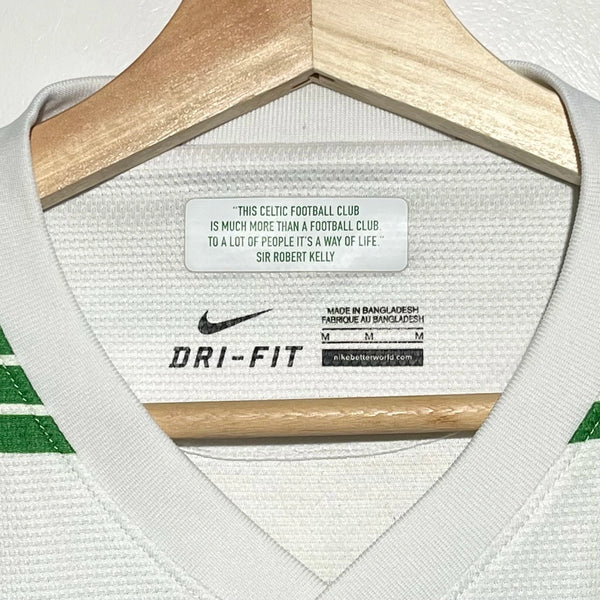 "THIS CELTIC FOOTBALL CLUB
IS MUCH MORE THAN A FOOTBALL CLUB
TO A LOT OF PEOPLE IT'S A WAY OF LIFE."
SIR ROBERT KELLY
DRI-FIT
MADE IN BANGLADESH
FABRIQUE AU BANGLADESH
M M M
nikebetterworld.com